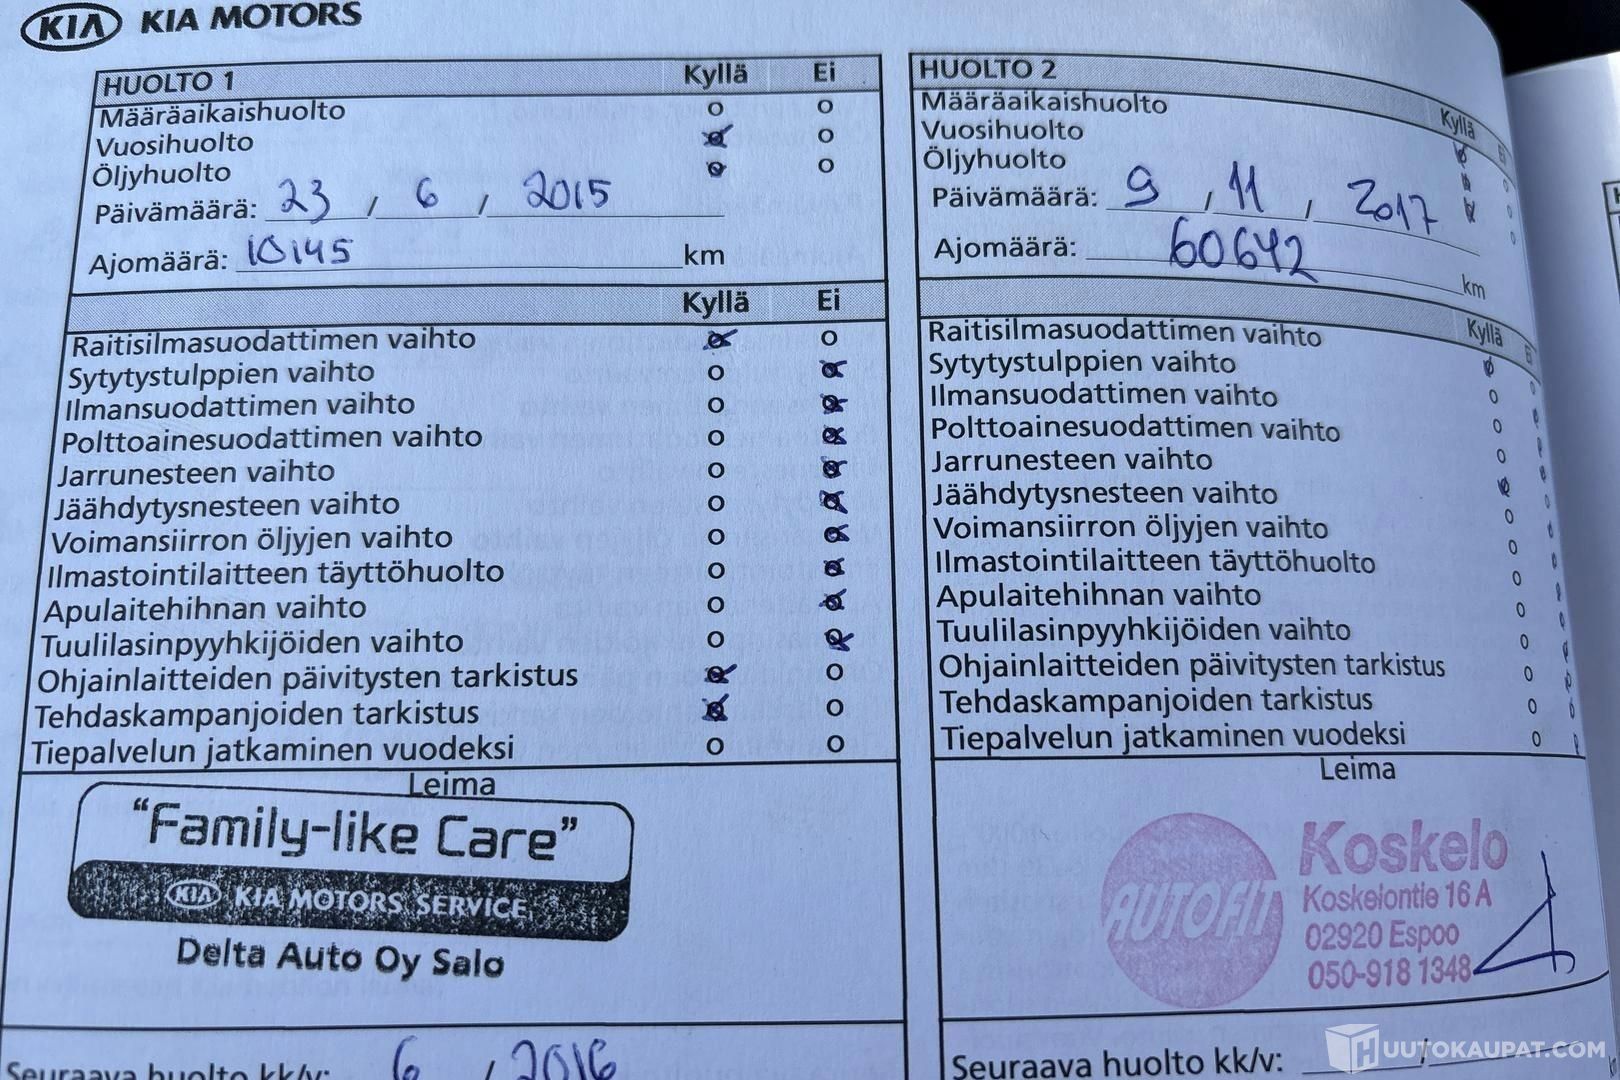 KIA KIA MOTORS
HUOLTO 1 Kyllä Ei
Määräaikaishuolto
Vuosihuolto
Öljyhuolto
Päivämäärä: 23 / 6 / 2015
Ajomäärä: 10145 km
Kyllä Ei
Raitisilmasuodattimen vaihto
Sytytystulppien vaihto
Ilmansuodattimen vaihto
Polttoainesuodattimen vaihto
Jarrunesteen vaihto
Jäähdytysnesteen vaihto
Voimansiirron öljyjen vaihto
Ilmastointilaitteen täyttöhuolto
Apulaitehihnan vaihto
Tuulilasinpyyhkijöiden vaihto
Ohjainlaitteiden päivitysten tarkistus
Tehdaskampanjoiden tarkistus
Tiepalvelun jatkaminen vuodeksi
Leima
"Family-like Care"
KIA KIA MOTORS SERVICE
Delta Auto Oy Salo
Seuraava huolto kk/v: 6 / 2016
HUOLTO 2 Kyllä Ei
Määräaikaishuolto
Vuosihuolto
Öljyhuolto
Päivämäärä: 9 / 11 / 2017
Ajomäärä: 60642 km
Kyllä Ei
Raitisilmasuodattimen vaihto
Sytytystulppien vaihto
Ilmansuodattimen vaihto
Polttoainesuodattimen vaihto
Jarrunesteen vaihto
Jäähdytysnesteen vaihto
Voimansiirron öljyjen vaihto
Ilmastointilaitteen täyttöhuolto
Apulaitehihnan vaihto
Tuulilasinpyyhkijöiden vaihto
Ohjainlaitteiden päivitysten tarkistus
Tehdaskampanjoiden tarkistus
Tiepalvelun jatkaminen vuodeksi
Leima
AUTOFIT
Koskelo
Koskelontie 16 A
02920 Espoo
050-918 1348
Seuraava huolto kk/v: /
HUUTOKAUPAT.COM